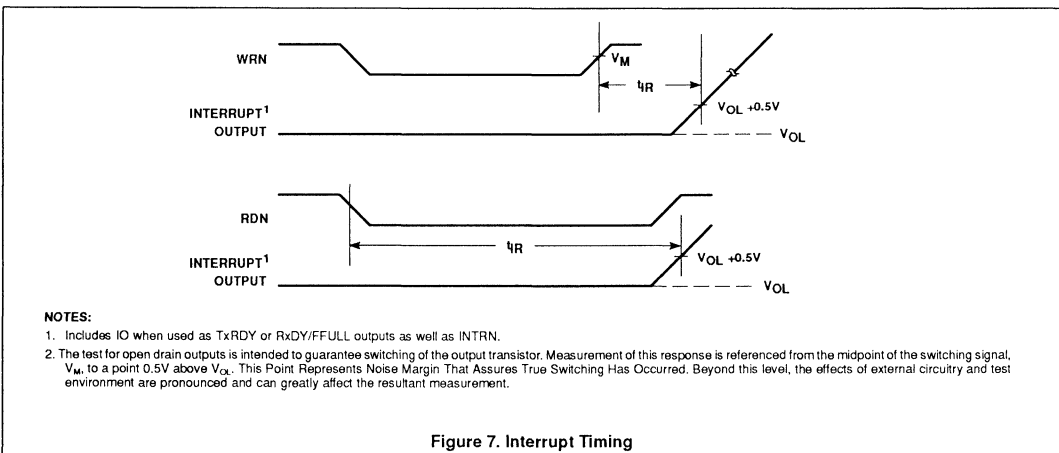 WRN
VM
tIR
INTERRUPT1
OUTPUT
VOL +0.5V
VOL
RDN
tIR
INTERRUPT1
OUTPUT
VOL +0.5V
VOL
NOTES:
1. Includes IO when used as TxRDY or RxDY/FFULL outputs as well as INTRN.
2. The test for open drain outputs is intended to guarantee switching of the output transistor. Measurement of this response is referenced from the midpoint of the switching signal,
VM, to a point 0.5V above VOL. This Point Represents Noise Margin That Assures True Switching Has Occurred. Beyond this level, the effects of external circuitry and test
environment are pronounced and can greatly affect the resultant measurement.
Figure 7. Interrupt Timing